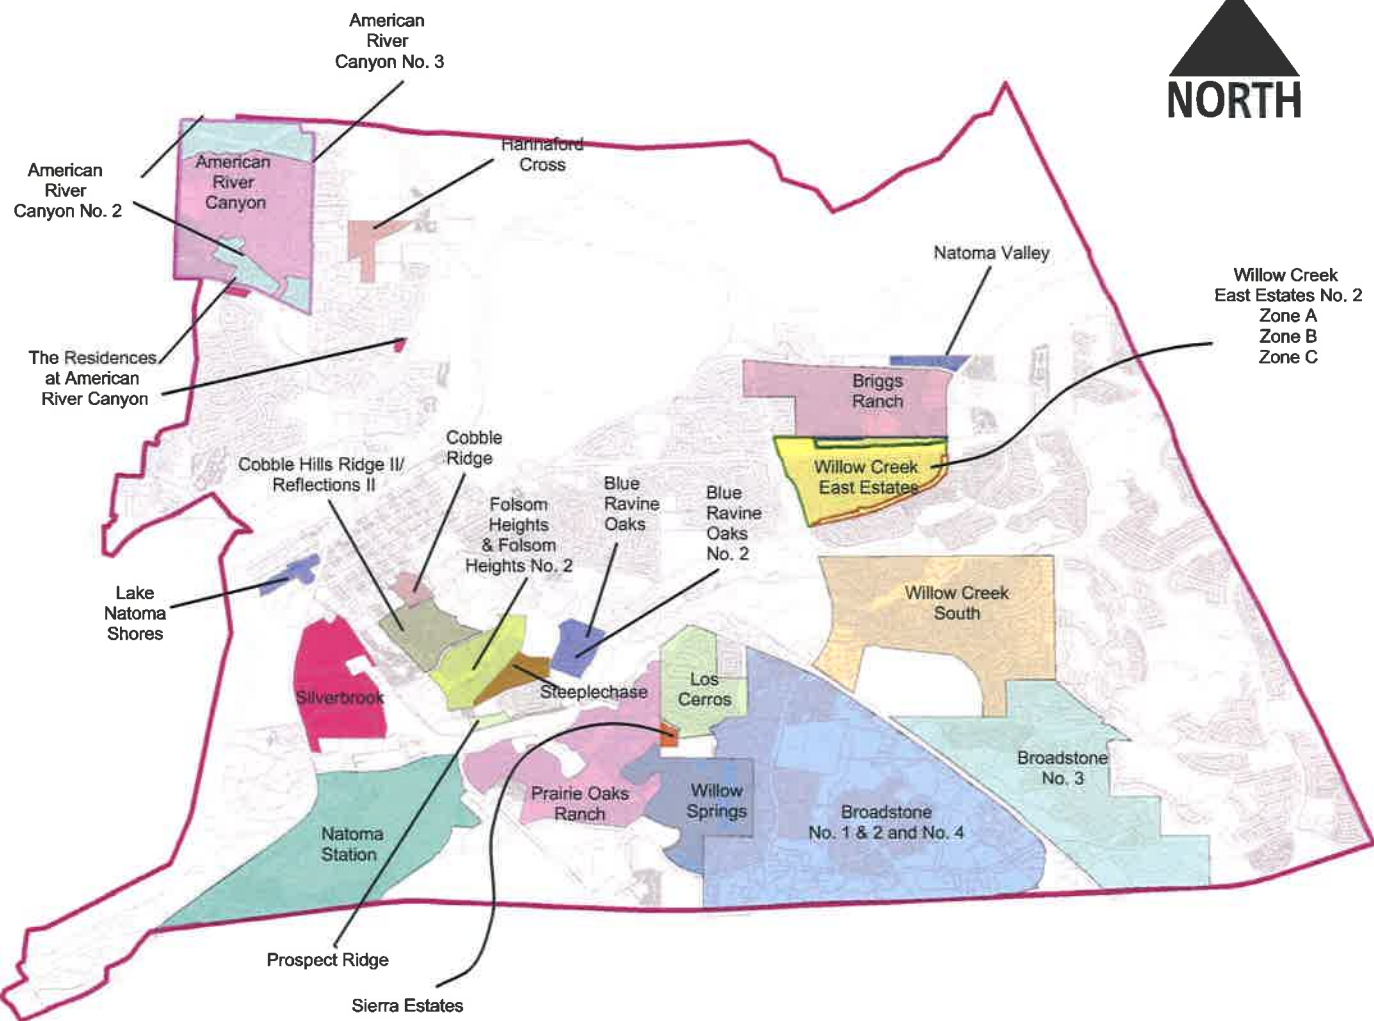 American
River
Canyon No. 3
NORTH
Hannaford
Cross
American
River
Canyon
American
River
Canyon No. 2
Natoma Valley
Willow Creek
East Estates No. 2
Zone A
Zone B
Zone C
The Residences
at American
River Canyon
Briggs
Ranch
Cobble
Ridge
Cobble Hills Ridge II/
Reflections II
Willow Creek
East Estates
Folsom
Heights
& Folsom
Heights No. 2
Blue
Ravine
Oaks
Blue
Ravine
Oaks
No. 2
Lake
Natoma
Shores
Willow Creek
South
Silverbrook
Steeplechase
Los
Cerros
Broadstone
No. 3
Prairie Oaks
Ranch
Willow
Springs
Broadstone
No. 1 & 2 and No. 4
Natoma
Station
Prospect Ridge
Sierra Estates